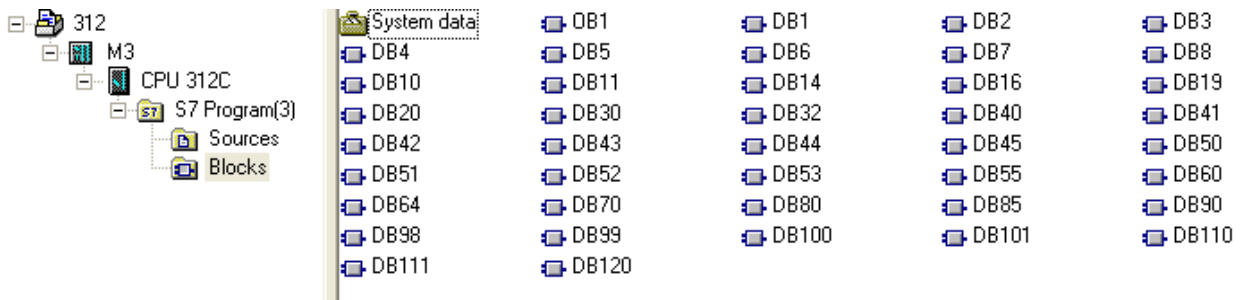 312
M3
CPU 312C
S7 Program(3)
Sources
Blocks
System data OB1 DB1 DB2 DB3
DB4 DB5 DB6 DB7 DB8
DB10 DB11 DB14 DB16 DB19
DB20 DB30 DB32 DB40 DB41
DB42 DB43 DB44 DB45 DB50
DB51 DB52 DB53 DB55 DB60
DB64 DB70 DB80 DB85 DB90
DB98 DB99 DB100 DB101 DB110
DB111 DB120